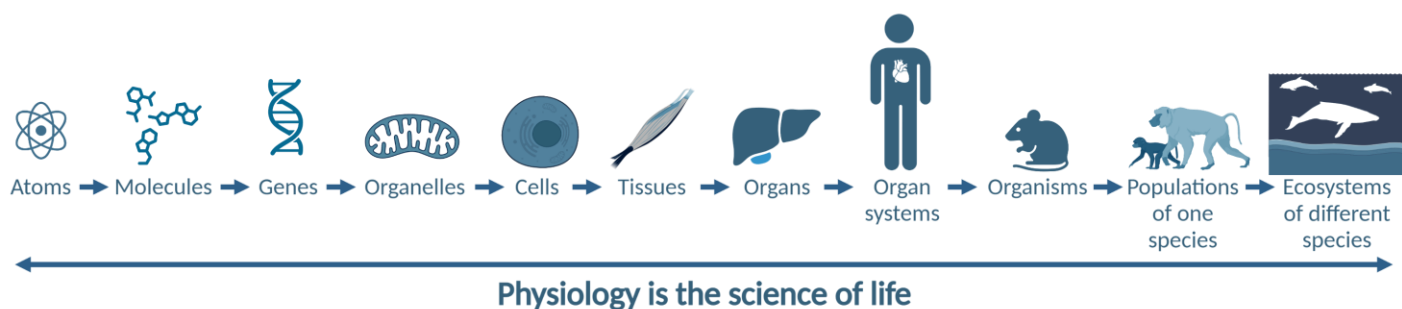 Atoms Molecules Genes Organelles Cells Tissues Organs Organ Organisms Populations Ecosystems
systems of one of different
species species
Physiology is the science of life